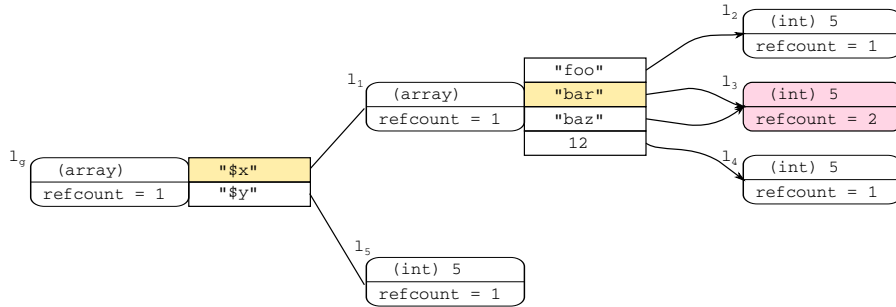 l2
(int) 5
refcount = 1
l1
(array)
refcount = 1
"foo"
"bar"
"baz"
12
l3
(int) 5
refcount = 2
l4
(int) 5
refcount = 1
lg
(array)
refcount = 1
"$x"
"$y"
l5
(int) 5
refcount = 1